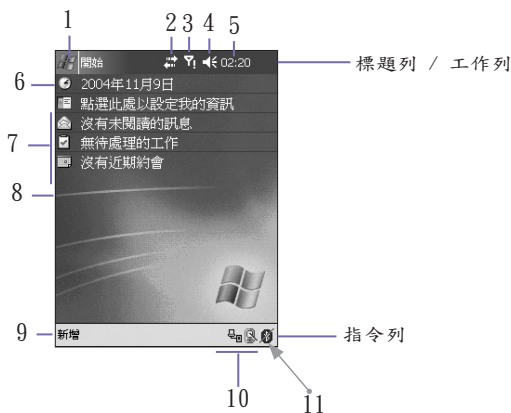 1 2 3 4 5
開始 02:20 標題列 / 工作列
6 2004年11月9日
點選此處以設定我的資訊
沒有未閱讀的訊息
7 無待處理的工作
沒有近期約會
8
9 新增 指令列
10 11